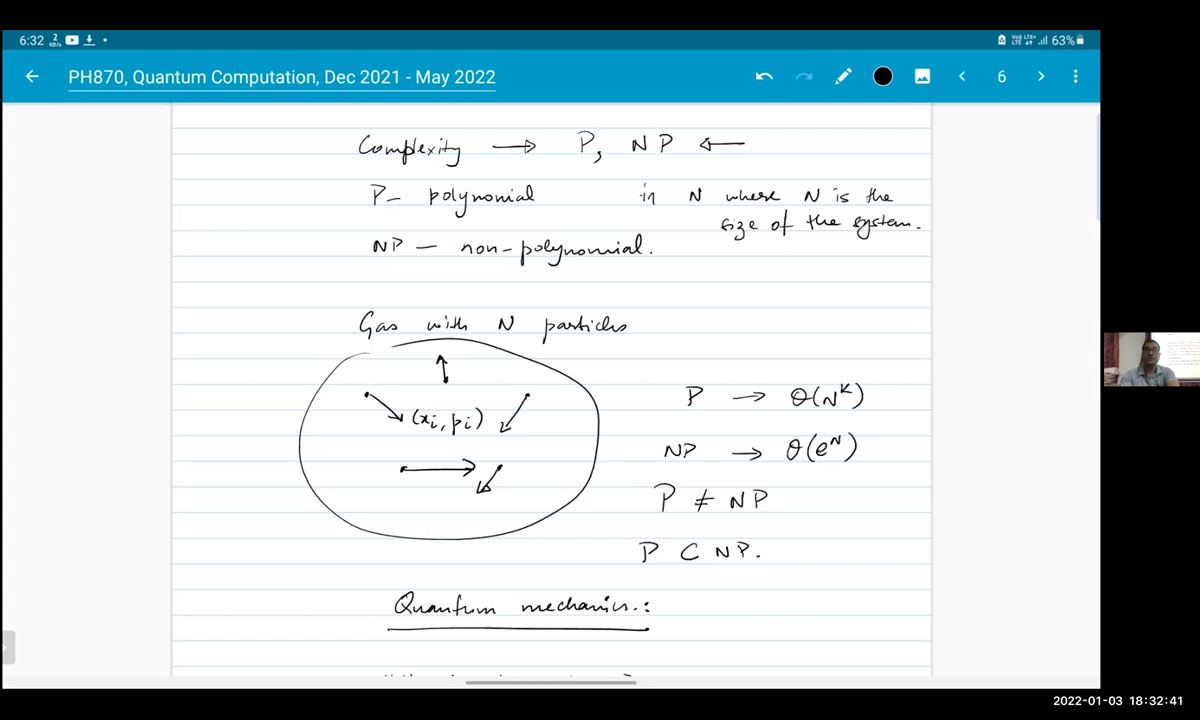 6:32 2 KB/s 63%
PH870, Quantum Computation, Dec 2021 - May 2022 6
Complexity → P, NP ←
P - polynomial in N where N is the
size of the system.
NP - non-polynomial.
Gas with N particles
(xi, pi)
P → O(N^K)
NP → O(e^N)
P ≠ NP
P ⊂ NP.
Quantum mechanics:
2022-01-03 18:32:41